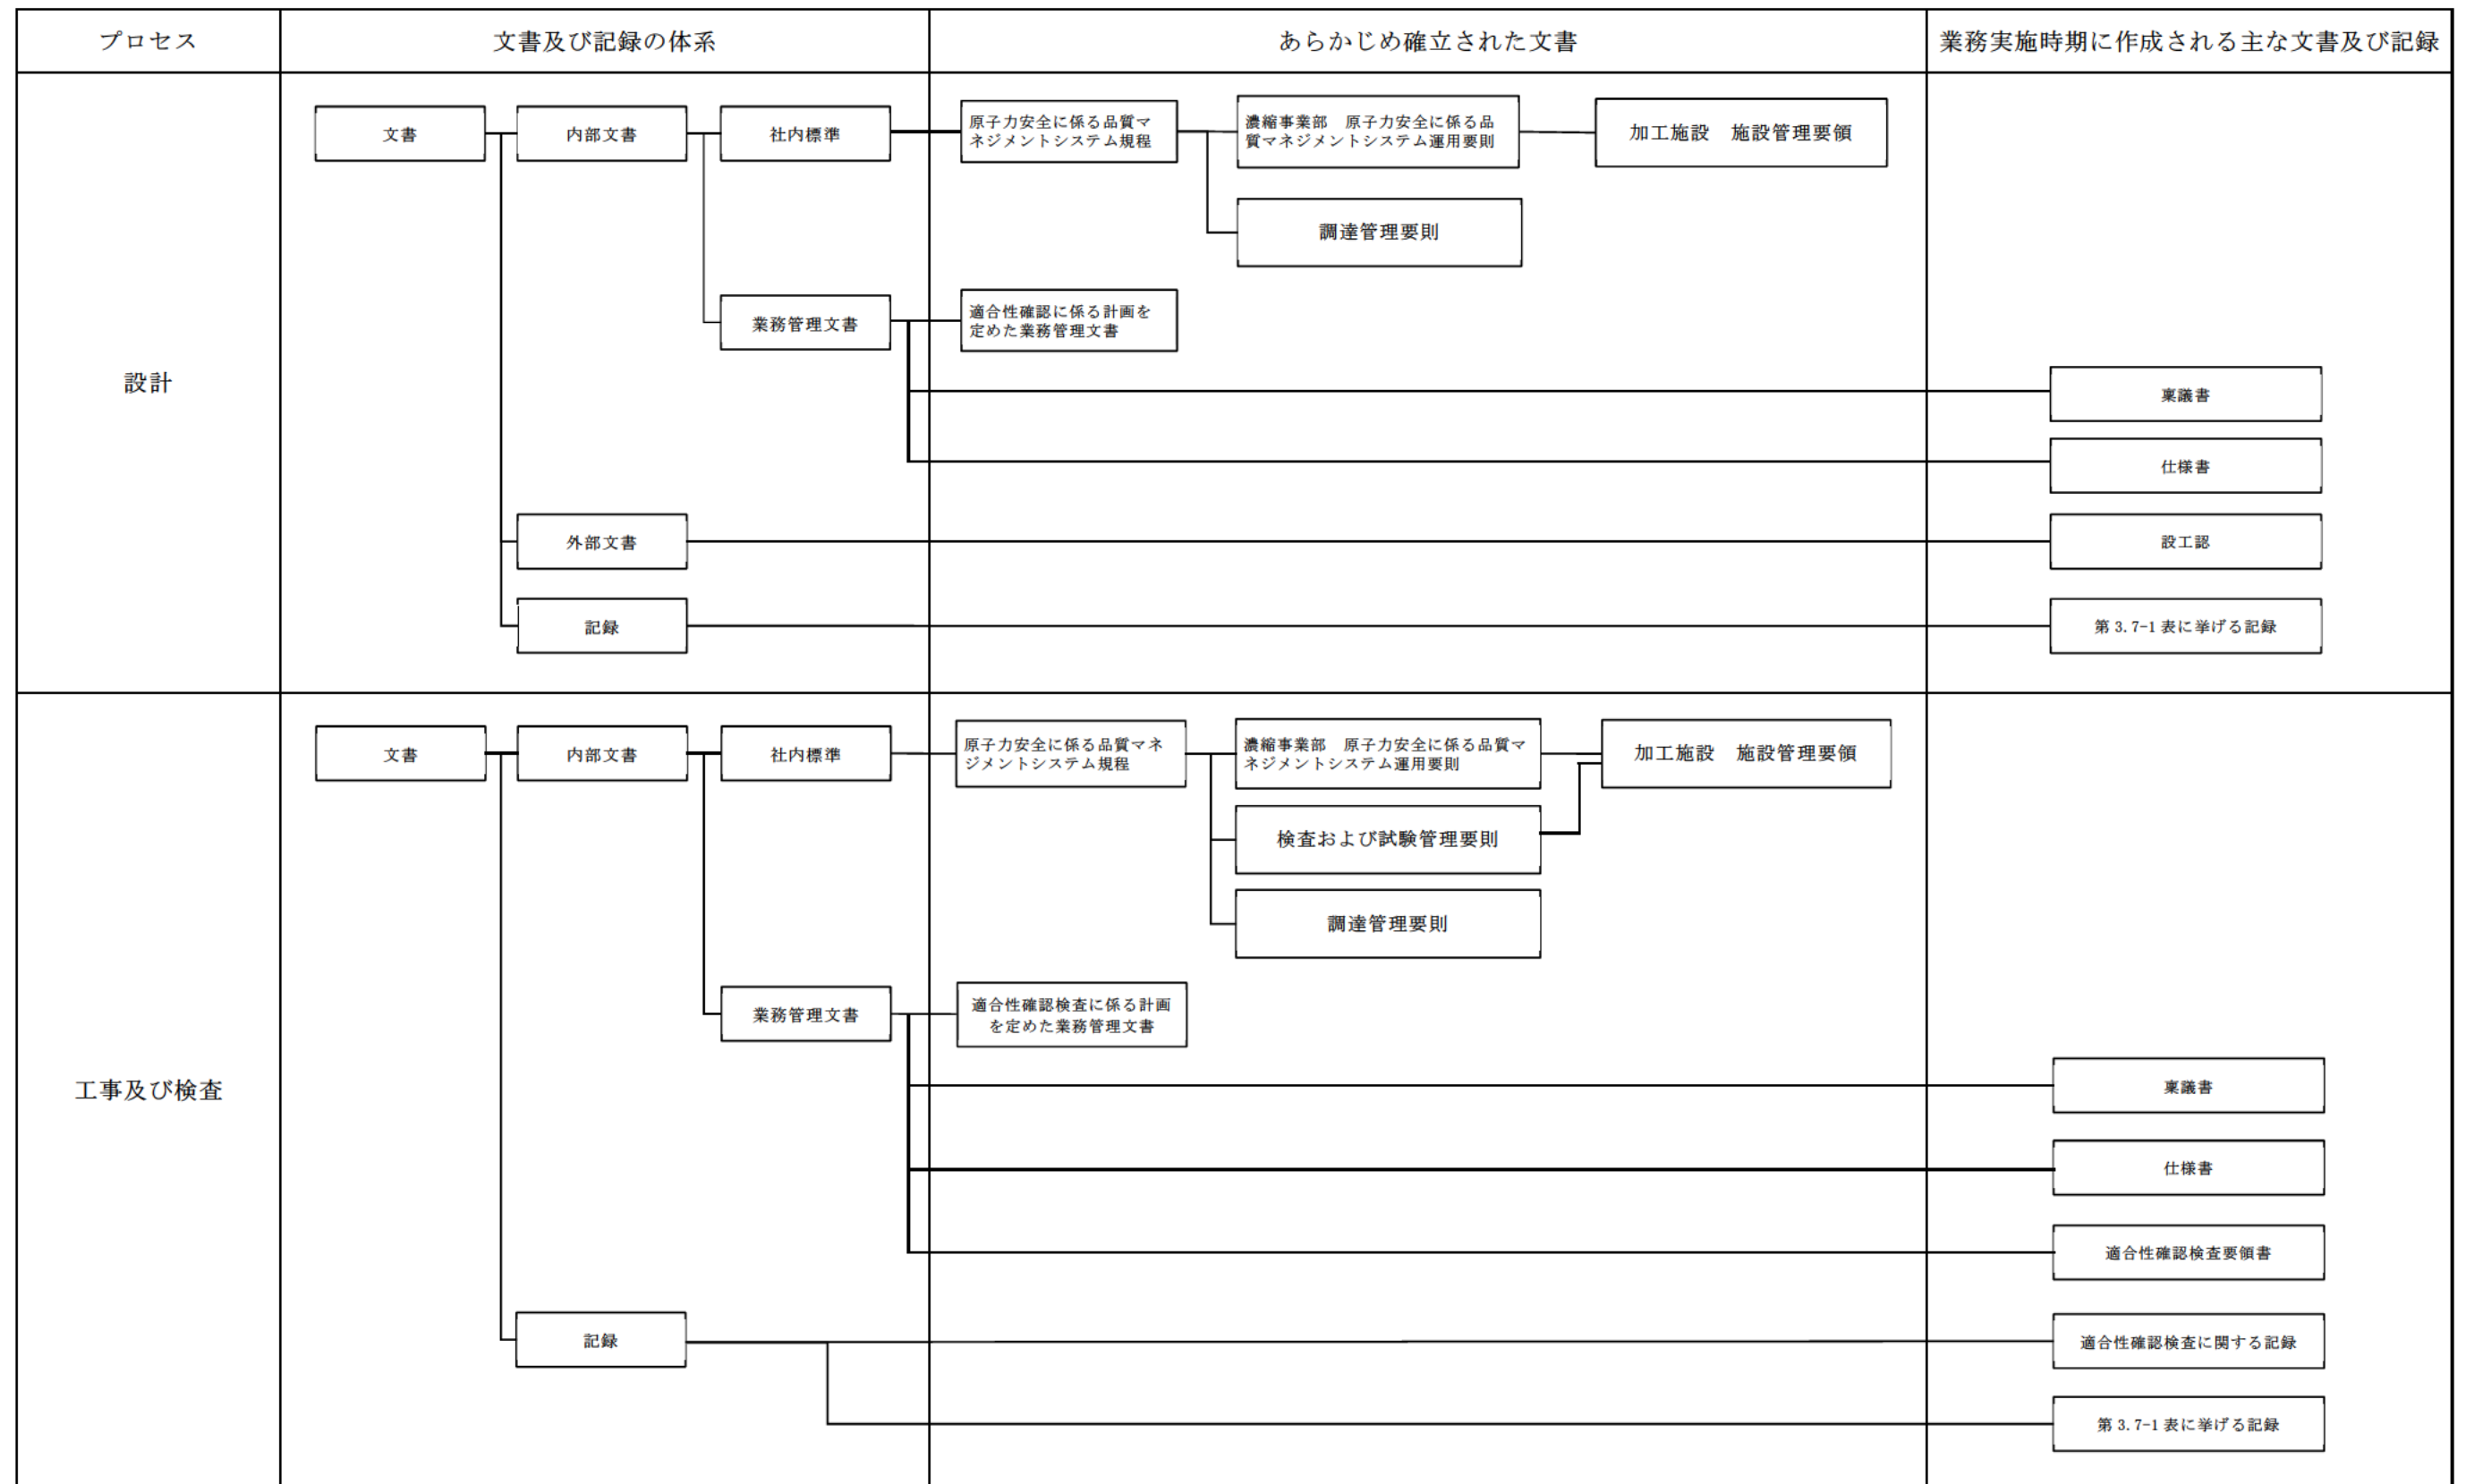 プロセス
文書及び記録の体系
あらかじめ確立された文書
業務実施時期に作成される主な文書及び記録
設計
文書
内部文書
社内標準
原子力安全に係る品質マ
ネジメントシステム規程
濃縮事業部　原子力安全に係る品
質マネジメントシステム運用要則
加工施設　施設管理要領
調達管理要則
業務管理文書
適合性確認に係る計画を
定めた業務管理文書
稟議書
仕様書
外部文書
設工認
記録
第 3.7-1 表に挙げる記録
工事及び検査
文書
内部文書
社内標準
原子力安全に係る品質マネ
ジメントシステム規程
濃縮事業部　原子力安全に係る品質マ
ネジメントシステム運用要則
加工施設　施設管理要領
検査および試験管理要則
調達管理要則
業務管理文書
適合性確認検査に係る計画
を定めた業務管理文書
稟議書
仕様書
適合性確認検査要領書
記録
適合性確認検査に関する記録
第 3.7-1 表に挙げる記録